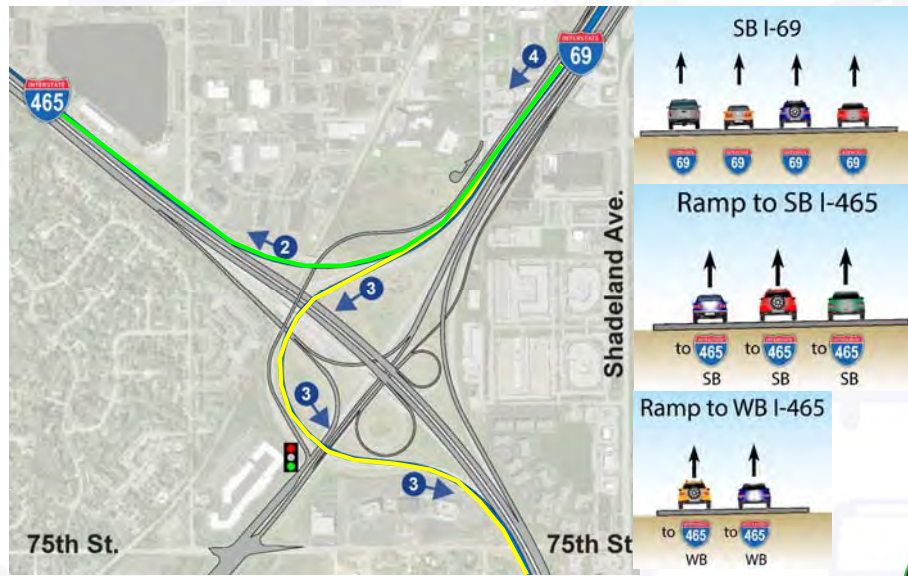 INTERSTATE
465
4
INTERSTATE
69
2
3
3
3
Shadeland Ave.
75th St.
75th St
SB I-69
69
69
69
69
Ramp to SB I-465
to 465 to 465 to 465
SB SB SB
Ramp to WB I-465
to 465 to 465
WB WB